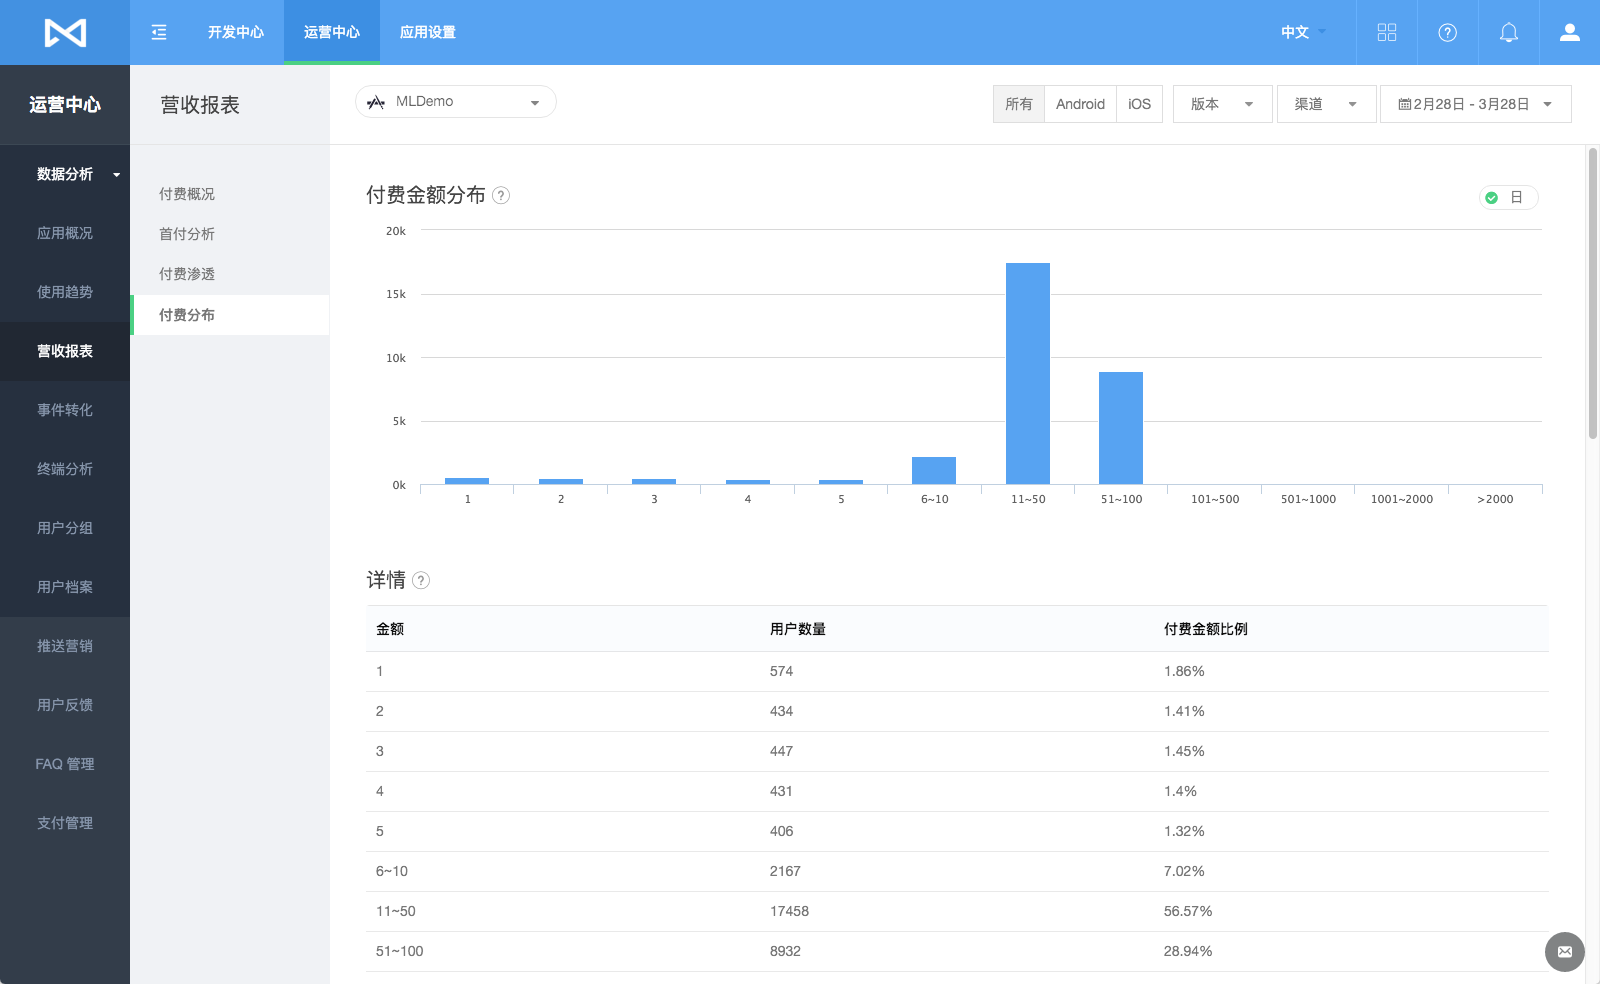 开发中心 运营中心 应用设置 中文
运营中心
营收报表
MLDemo
所有 Android iOS 版本 渠道 2月28日 - 3月28日
数据分析
应用概况
使用趋势
营收报表
事件转化
终端分析
用户分组
用户档案
推送营销
用户反馈
FAQ 管理
支付管理
付费概况
首付分析
付费渗透
付费分布
付费金额分布 ?
日
20k
15k
10k
5k
0k
1 2 3 4 5 6~10 11~50 51~100 101~500 501~1000 1001~2000 >2000
详情 ?
金额 用户数量 付费金额比例
1 574 1.86%
2 434 1.41%
3 447 1.45%
4 431 1.4%
5 406 1.32%
6~10 2167 7.02%
11~50 17458 56.57%
51~100 8932 28.94%